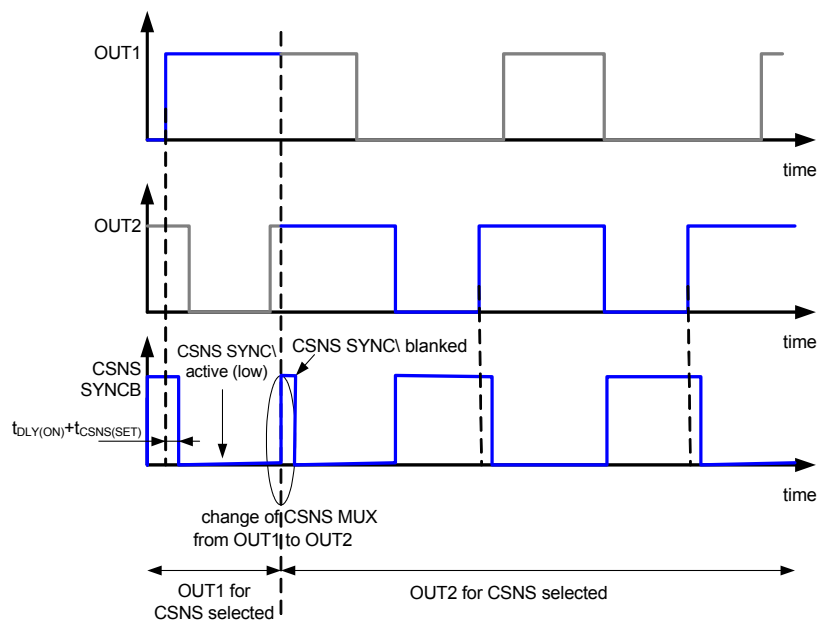 OUT1
time
OUT2
time
CSNS SYNC\ blanked
CSNS SYNC\
active (low)
CSNS
SYNCB
tDLY(ON)+tCSNS(SET)
time
change of CSNS MUX
from OUT1 to OUT2
OUT1 for
CSNS selected
OUT2 for CSNS selected